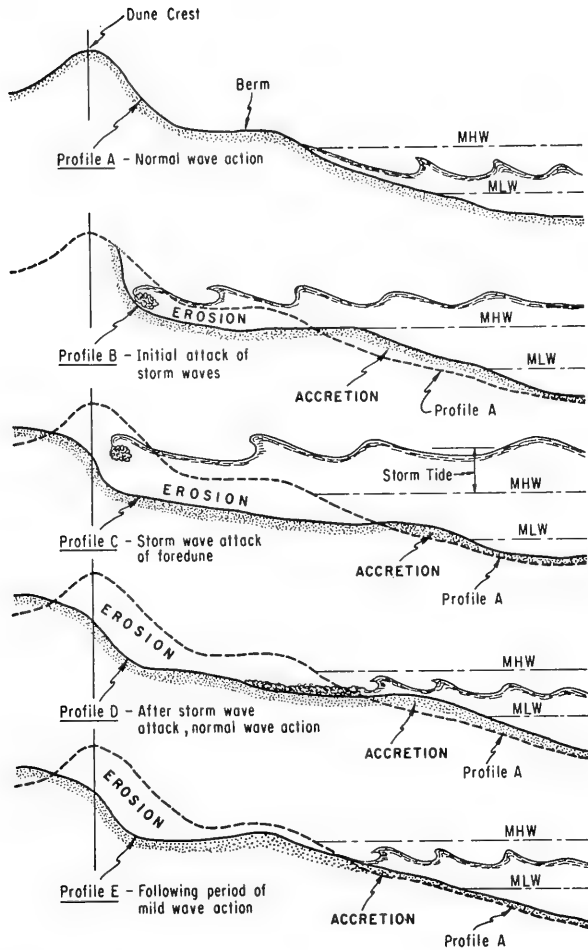 Dune Crest
Berm
MHW
MLW
Profile A – Normal wave action
EROSION
MHW
Profile B – Initial attack of
storm waves
MLW
ACCRETION
Profile A
Storm Tide
EROSION
MHW
MLW
Profile C – Storm wave attack
of foredune
ACCRETION
Profile A
EROSION
MHW
MLW
Profile D – After storm wave
attack, normal wave action
ACCRETION
Profile A
EROSION
MHW
MLW
Profile E – Following period of
mild wave action
ACCRETION
Profile A